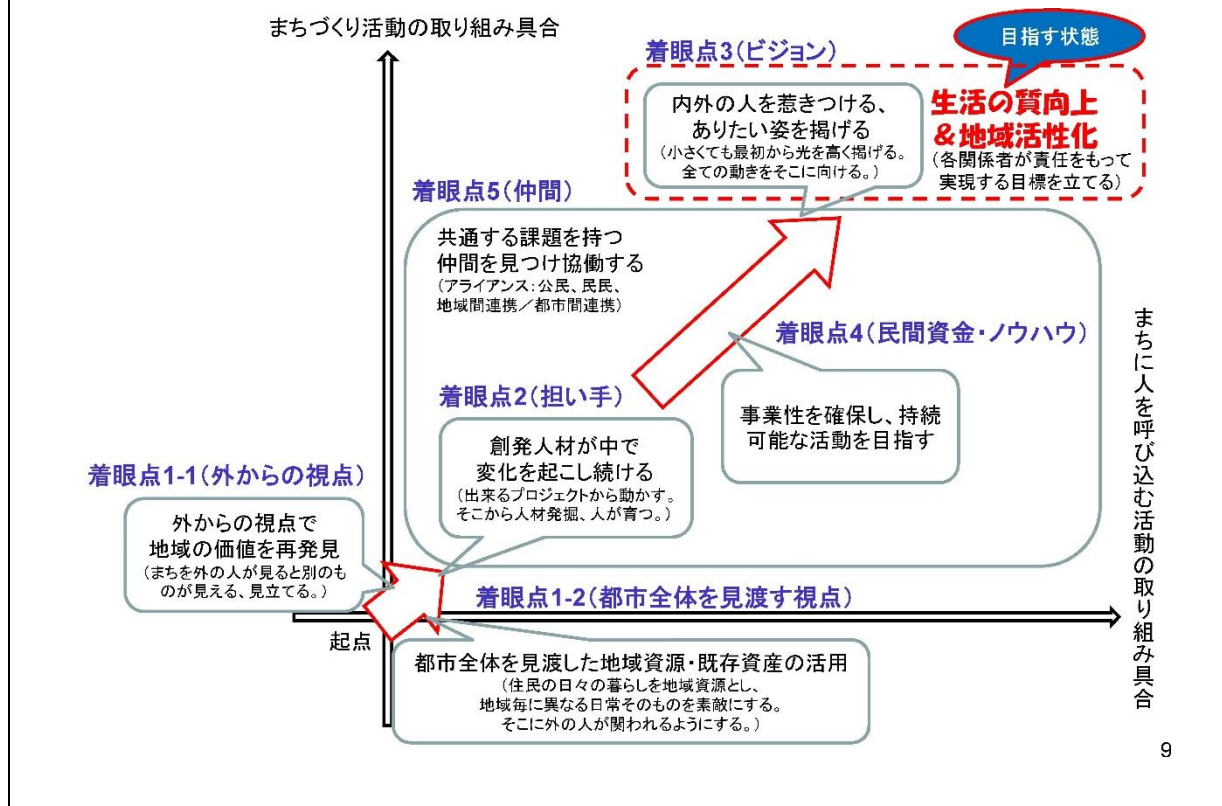 まちづくり活動の取り組み具合
目指す状態
着眼点3(ビジョン)
内外の人を惹きつける、
ありたい姿を掲げる
(小さくても最初から光を高く掲げる。
全ての動きをそこに向ける。)
生活の質向上
&地域活性化
(各関係者が責任をもって
実現する目標を立てる)
着眼点5(仲間)
共通する課題を持つ
仲間を見つけ協働する
(アライアンス:公民、民民、
地域間連携/都市間連携)
着眼点4(民間資金・ノウハウ)
事業性を確保し、持続
可能な活動を目指す
着眼点2(担い手)
創発人材が中で
変化を起こし続ける
(出来るプロジェクトから動かす。
そこから人材発掘、人が育つ。)
着眼点1-1(外からの視点)
外からの視点で
地域の価値を再発見
(まちを外の人が見ると別のも
のが見える、見立てる。)
着眼点1-2(都市全体を見渡す視点)
起点
都市全体を見渡した地域資源・既存資産の活用
(住民の日々の暮らしを地域資源とし、
地域毎に異なる日常そのものを素敵にする。
そこに外の人が関われるようにする。)
まちに人を呼び込む活動の取り組み具合
9